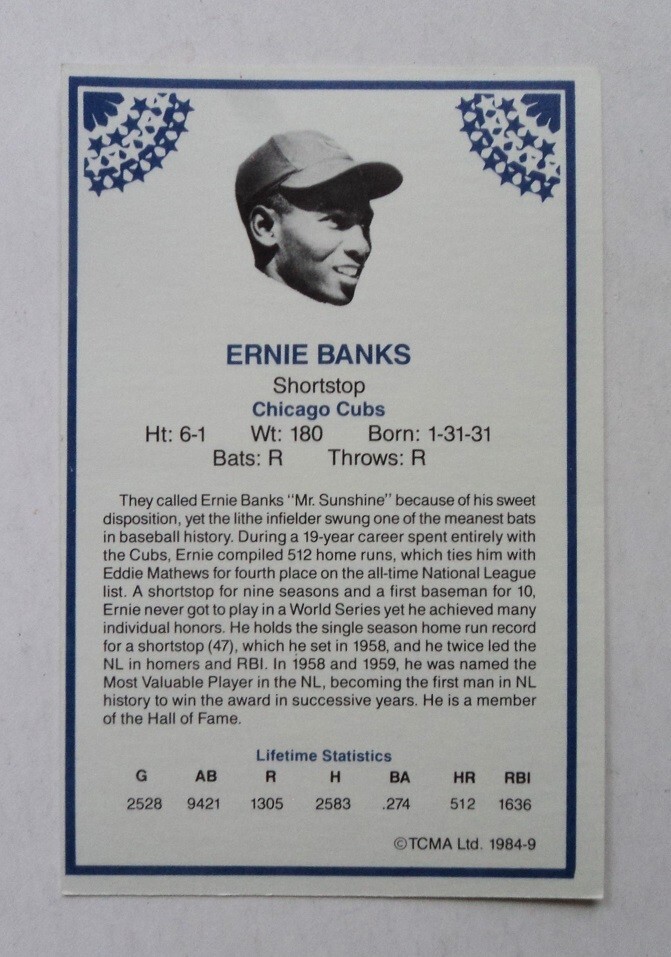 ERNIE BANKS
Shortstop
Chicago Cubs
Ht: 6-1 Wt: 180 Born: 1-31-31
Bats: R Throws: R
They called Ernie Banks "Mr. Sunshine" because of his sweet
disposition, yet the lithe infielder swung one of the meanest bats
in baseball history. During a 19-year career spent entirely with
the Cubs, Ernie compiled 512 home runs, which ties him with
Eddie Mathews for fourth place on the all-time National League
list. A shortstop for nine seasons and a first baseman for 10,
Ernie never got to play in a World Series yet he achieved many
individual honors. He holds the single season home run record
for a shortstop (47), which he set in 1958, and he twice led the
NL in homers and RBI. In 1958 and 1959, he was named the
Most Valuable Player in the NL, becoming the first man in NL
history to win the award in successive years. He is a member
of the Hall of Fame.
Lifetime Statistics
G AB R H BA HR RBI
2528 9421 1305 2583 .274 512 1636
©TCMA Ltd. 1984-9